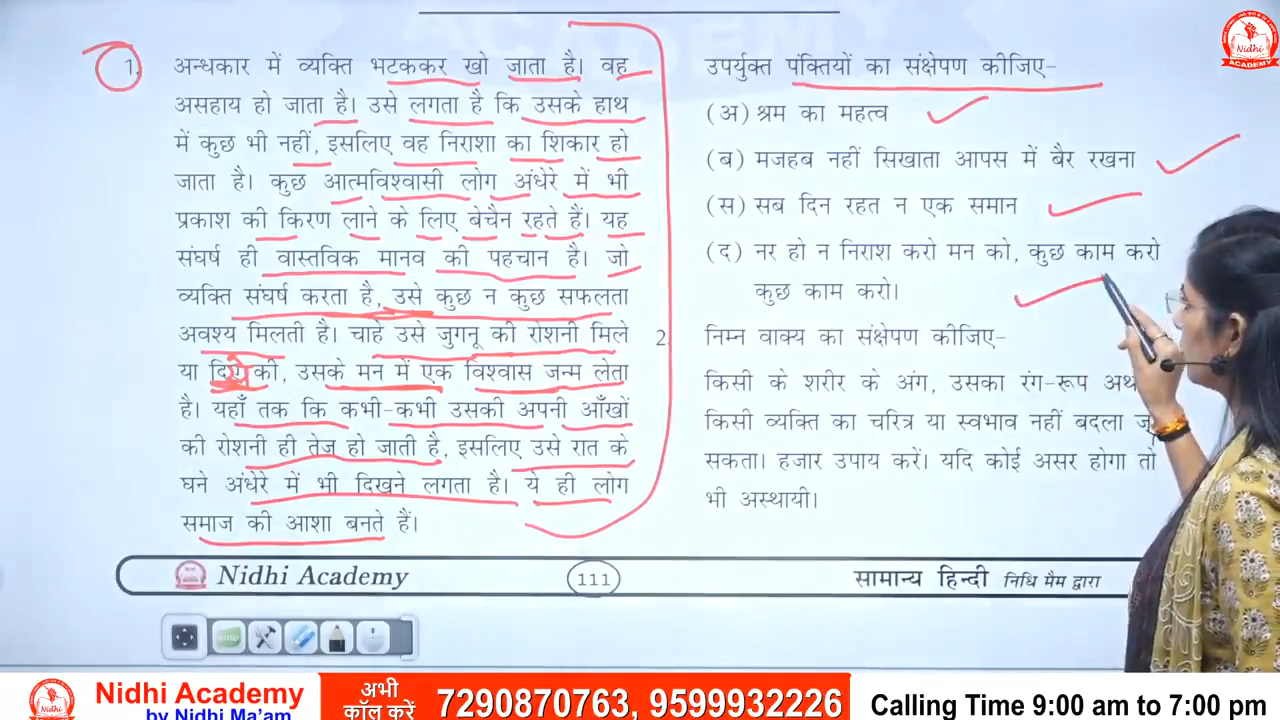 1. अन्धकार में व्यक्ति भटककर खो जाता है। वह
असहाय हो जाता है। उसे लगता है कि उसके हाथ
में कुछ भी नहीं, इसलिए वह निराशा का शिकार हो
जाता है। कुछ आत्मविश्वासी लोग अंधेरे में भी
प्रकाश की किरण लाने के लिए बेचैन रहते हैं। यह
संघर्ष ही वास्तविक मानव की पहचान है। जो
व्यक्ति संघर्ष करता है, उसे कुछ न कुछ सफलता
अवश्य मिलती है। चाहे उसे जुगनू की रोशनी मिले
या दिए की, उसके मन में एक विश्वास जन्म लेता
है। यहाँ तक कि कभी-कभी उसकी अपनी आँखों
की रोशनी ही तेज हो जाती है, इसलिए उसे रात के
घने अंधेरे में भी दिखने लगता है। ये ही लोग
समाज की आशा बनते हैं।
उपर्युक्त पंक्तियों का संक्षेपण कीजिए-
(अ) श्रम का महत्व
(ब) मजहब नहीं सिखाता आपस में बैर रखना
(स) सब दिन रहत न एक समान
(द) नर हो न निराश करो मन को, कुछ काम करो
कुछ काम करो।
2. निम्न वाक्य का संक्षेपण कीजिए-
किसी के शरीर के अंग, उसका रंग-रूप
किसी व्यक्ति का चरित्र या स्वभाव नहीं बदला
सकता। हजार उपाय करें। यदि कोई असर होगा तो
भी अस्थायी।
Nidhi Academy
111
सामान्य हिन्दी निधि मैम द्वारा
Nidhi
ACADEMY
Nidhi Academy
by Nidhi Ma'am
अभी
कॉल करें
7290870763, 9599932226
Calling Time 9:00 am to 7:00 pm